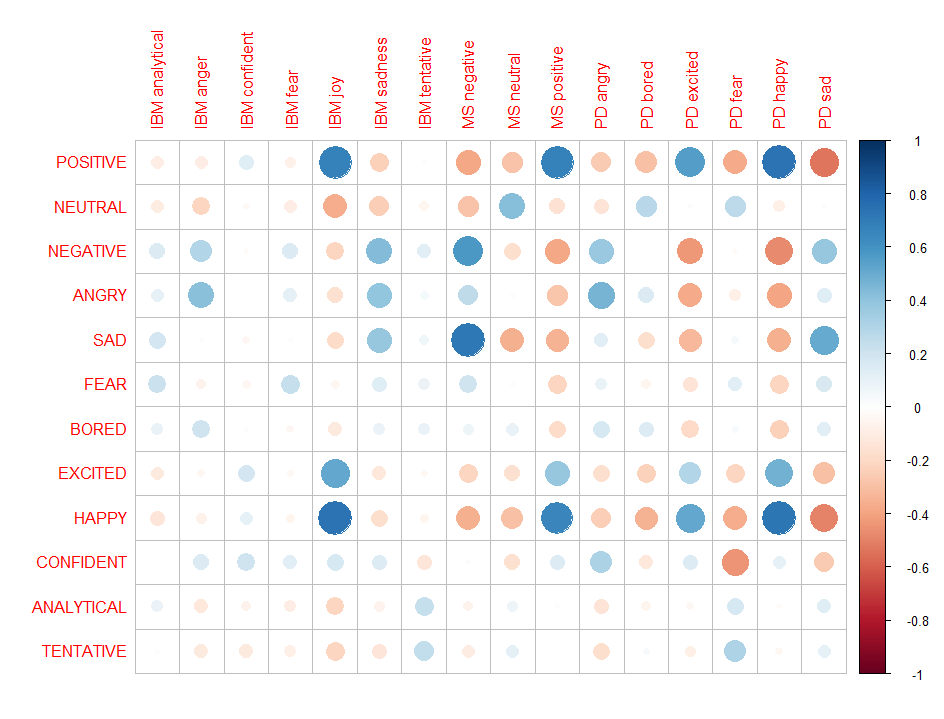 IBM analytical
IBM anger
IBM confident
IBM fear
IBM joy
IBM sadness
IBM tentative
MS negative
MS neutral
MS positive
PD angry
PD bored
PD excited
PD fear
PD happy
PD sad
POSITIVE
NEUTRAL
NEGATIVE
ANGRY
SAD
FEAR
BORED
EXCITED
HAPPY
CONFIDENT
ANALYTICAL
TENTATIVE
1
0.8
0.6
0.4
0.2
0
-0.2
-0.4
-0.6
-0.8
-1